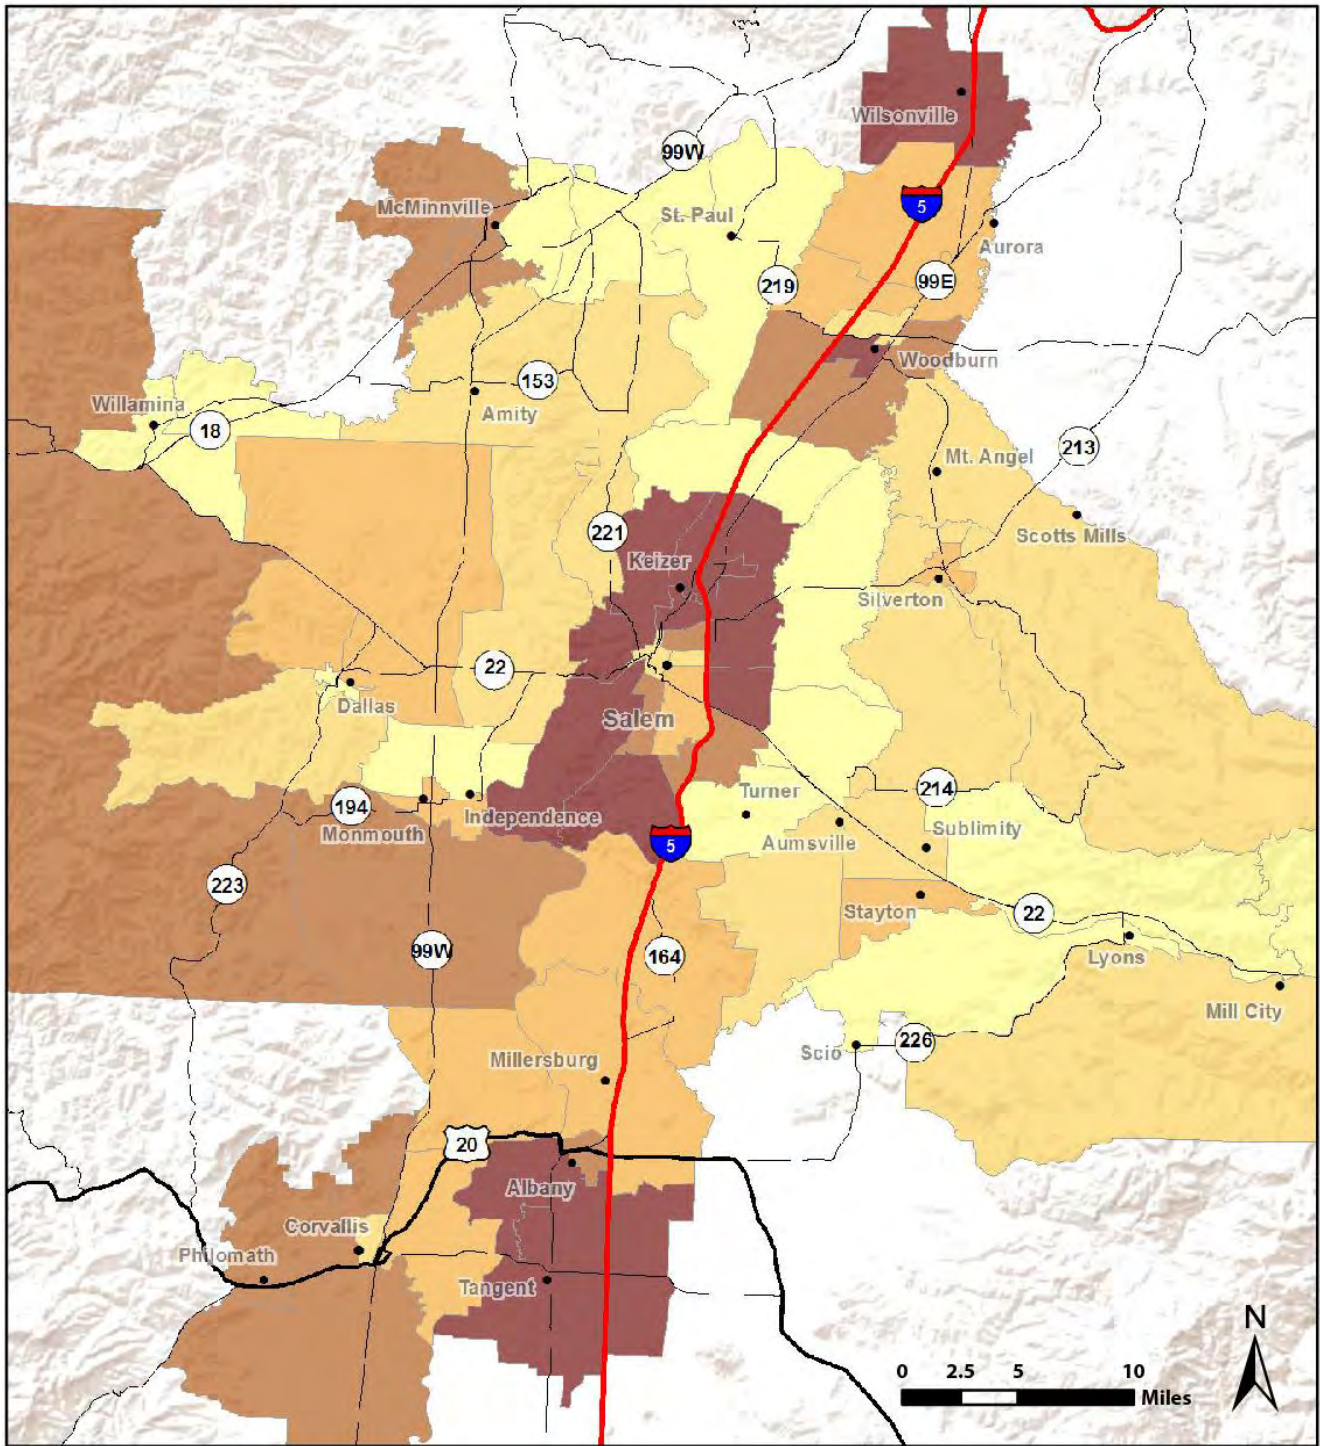 Wilsonville
99W
McMinnville
St. Paul
5
Aurora
219
99E
Woodburn
153
Willamina
18
Amity
213
Mt. Angel
Scotts Mills
221
Keizer
Silverton
22
Dallas
Salem
194
Monmouth
Independence
Turner
214
Aumsville
Sublimity
5
223
Stayton
22
99W
164
Lyons
Mill City
Scio
226
Millersburg
20
Albany
Corvallis
Philomath
Tangent
N
0 2.5 5 10
Miles